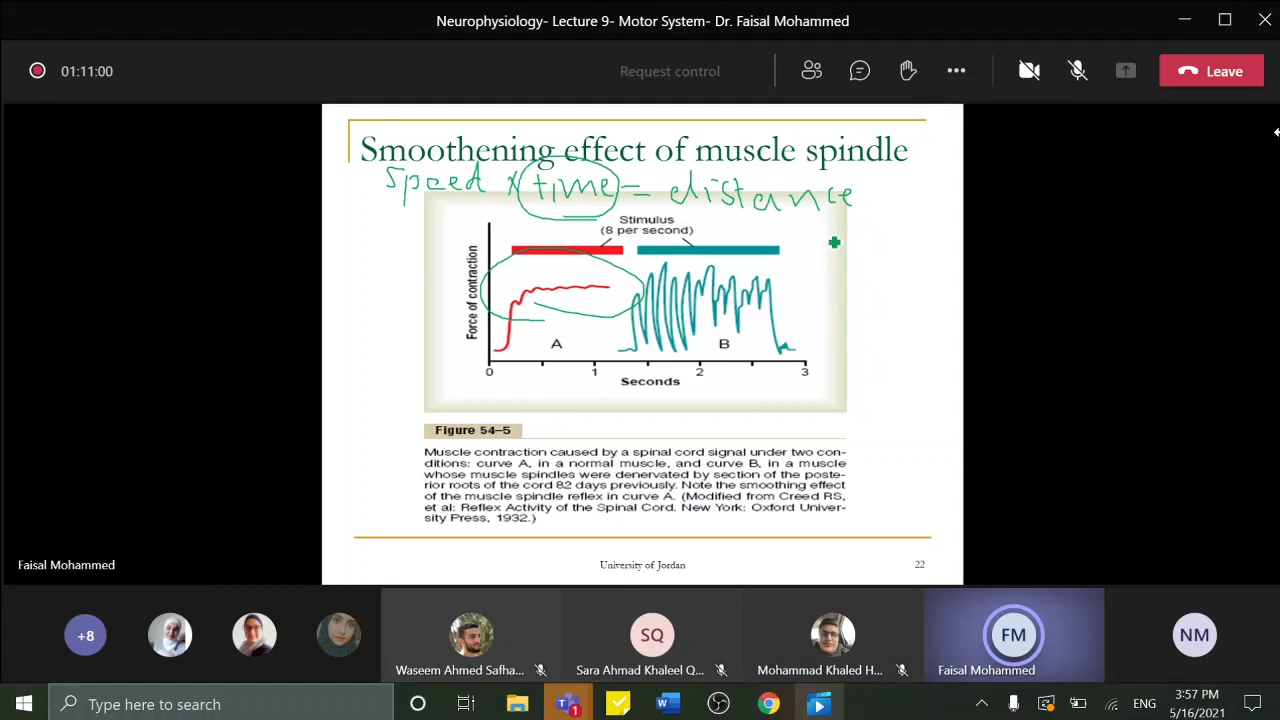 Neurophysiology- Lecture 9- Motor System- Dr. Faisal Mohammed
01:11:00
Request control
Leave
Smoothening effect of muscle spindle
speed × time = distance
Stimulus
(8 per second)
Force of contraction
A
B
0
1
2
3
Seconds
Figure 54–5
Muscle contraction caused by a spinal cord signal under two con-
ditions: curve A, in a normal muscle, and curve B, in a muscle
whose muscle spindles were denervated by section of the poste-
rior roots of the cord 82 days previously. Note the smoothing effect
of the muscle spindle reflex in curve A. (Modified from Creed RS,
et al: Reflex Activity of the Spinal Cord. New York: Oxford Univer-
sity Press, 1932.)
University of Jordan
22
Faisal Mohammed
+8
SQ
FM
NM
Waseem Ahmed Safha...
Sara Ahmad Khaleel Q...
Mohammad Khaled H...
Faisal Mohammed
Type here to search
1
ENG
3:57 PM
5/16/2021